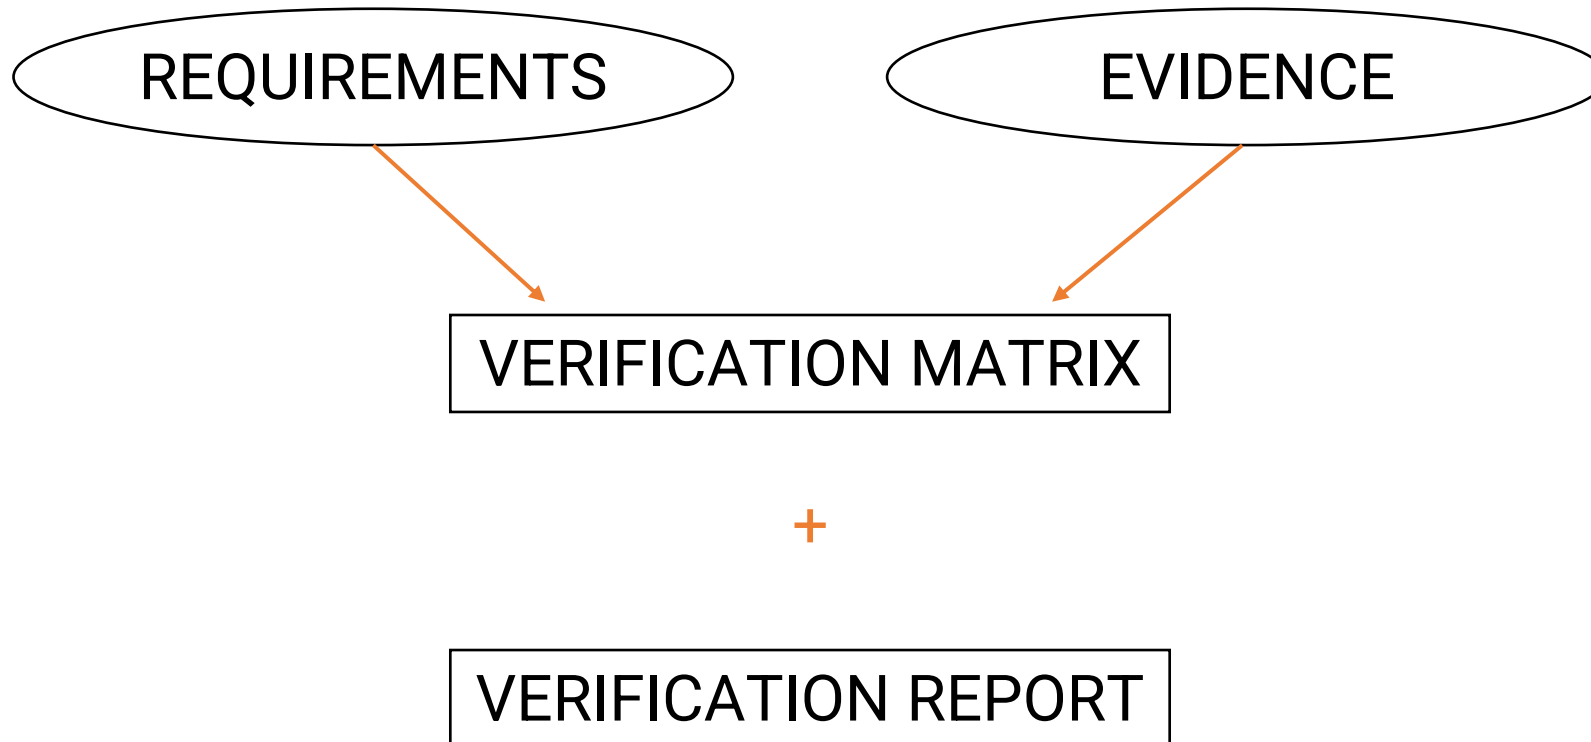 REQUIREMENTS
EVIDENCE
VERIFICATION MATRIX
+
VERIFICATION REPORT